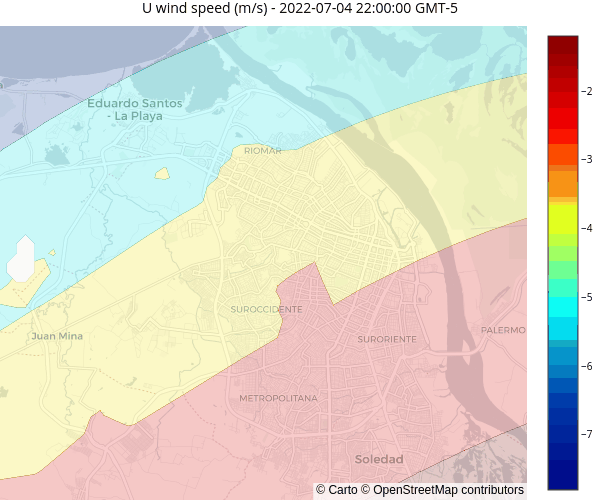 U wind speed (m/s) - 2022-07-04 22:00:00 GMT-5
Eduardo Santos
- La Playa
RIOMAR
SUROCCIDENTE
Juan Mina
SURORIENTE
PALERMO
METROPOLITANA
Soledad
© Carto © OpenStreetMap contributors
−2
−3
−4
−5
−6
−7